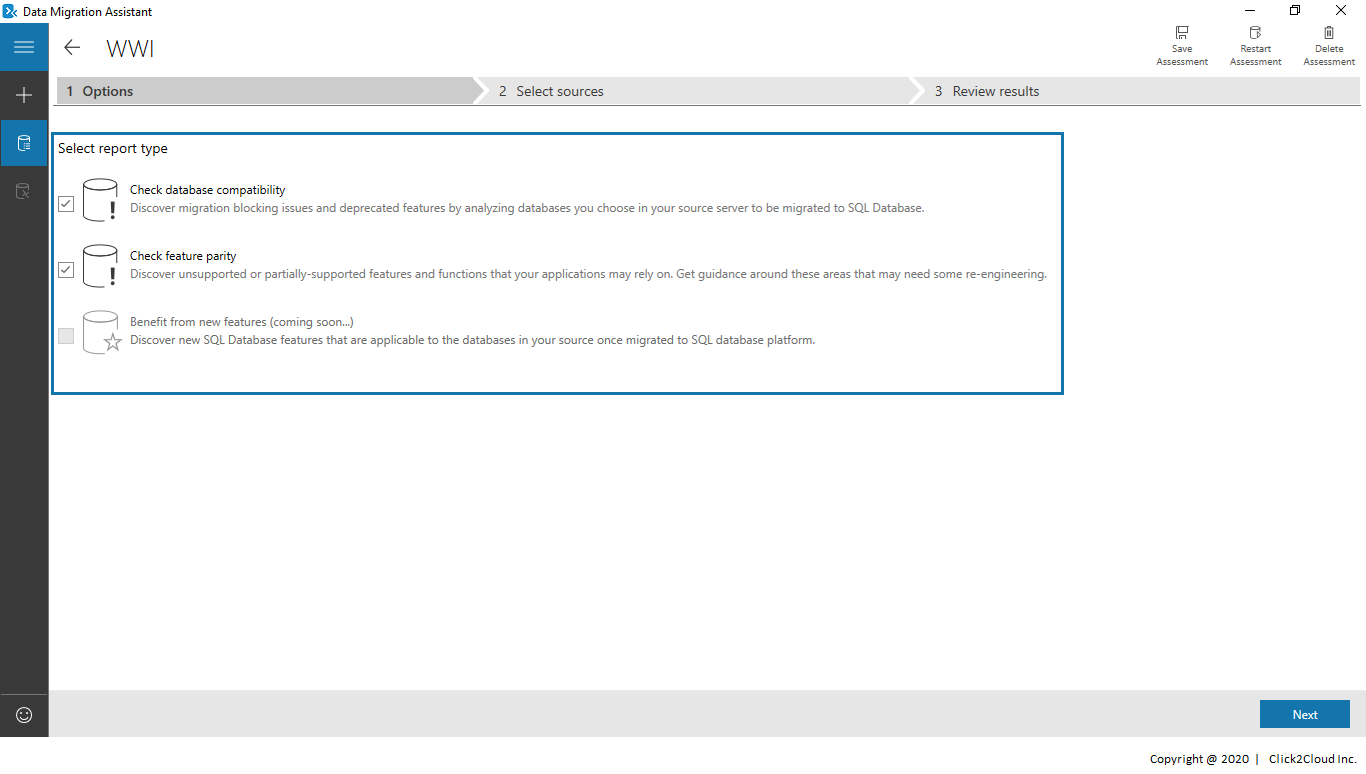 Data Migration Assistant
WWI
Save
Assessment
Restart
Assessment
Delete
Assessment
1 Options
2 Select sources
3 Review results
Select report type
Check database compatibility
Discover migration blocking issues and deprecated features by analyzing databases you choose in your source server to be migrated to SQL Database.
Check feature parity
Discover unsupported or partially-supported features and functions that your applications may rely on. Get guidance around these areas that may need some re-engineering.
Benefit from new features (coming soon...)
Discover new SQL Database features that are applicable to the databases in your source once migrated to SQL database platform.
Next
Copyright @ 2020 | Click2Cloud Inc.